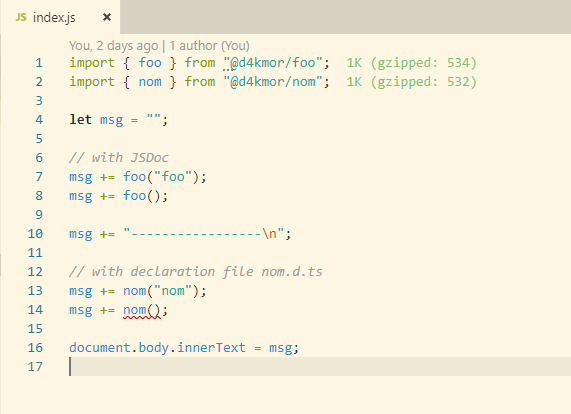 JS index.js ×
You, 2 days ago | 1 author (You)
1 import { foo } from "@d4kmor/foo"; 1K (gzipped: 534)
2 import { nom } from "@d4kmor/nom"; 1K (gzipped: 532)
3
4 let msg = "";
5
6 // with JSDoc
7 msg += foo("foo");
8 msg += foo();
9
10 msg += "-----------------\n";
11
12 // with declaration file nom.d.ts
13 msg += nom("nom");
14 msg += nom();
15
16 document.body.innerText = msg;
17